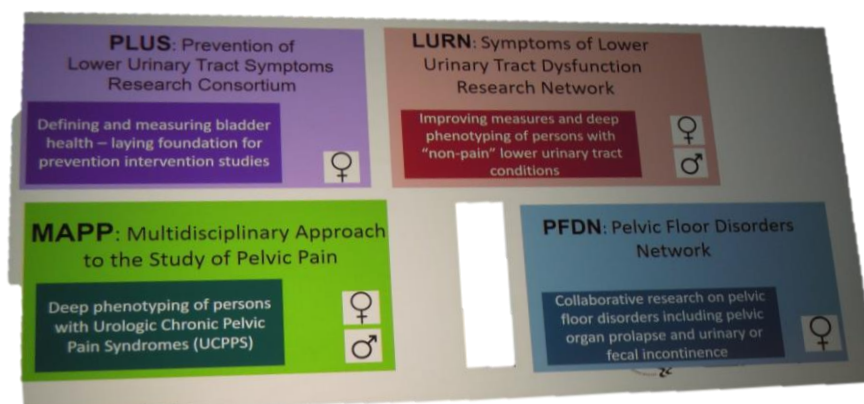 PLUS: Prevention of
Lower Urinary Tract Symptoms
Research Consortium
Defining and measuring bladder
health – laying foundation for
prevention intervention studies
LURN: Symptoms of Lower
Urinary Tract Dysfunction
Research Network
Improving measures and deep
phenotyping of persons with
“non-pain” lower urinary tract
conditions
MAPP: Multidisciplinary Approach
to the Study of Pelvic Pain
Deep phenotyping of persons
with Urologic Chronic Pelvic
Pain Syndromes (UCPPS)
PFDN: Pelvic Floor Disorders
Network
Collaborative research on pelvic
floor disorders including pelvic
organ prolapse and urinary or
fecal incontinence